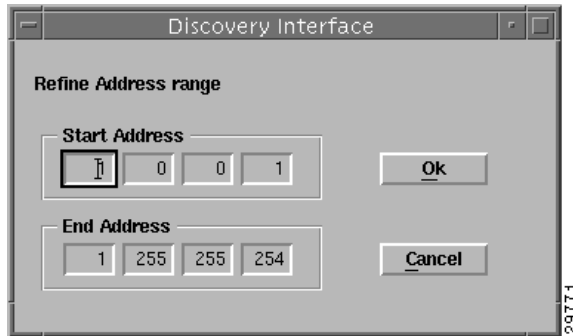 Discovery Interface
Refine Address range
Start Address
1 0 0 1
Ok
End Address
1 255 255 254
Cancel
29771